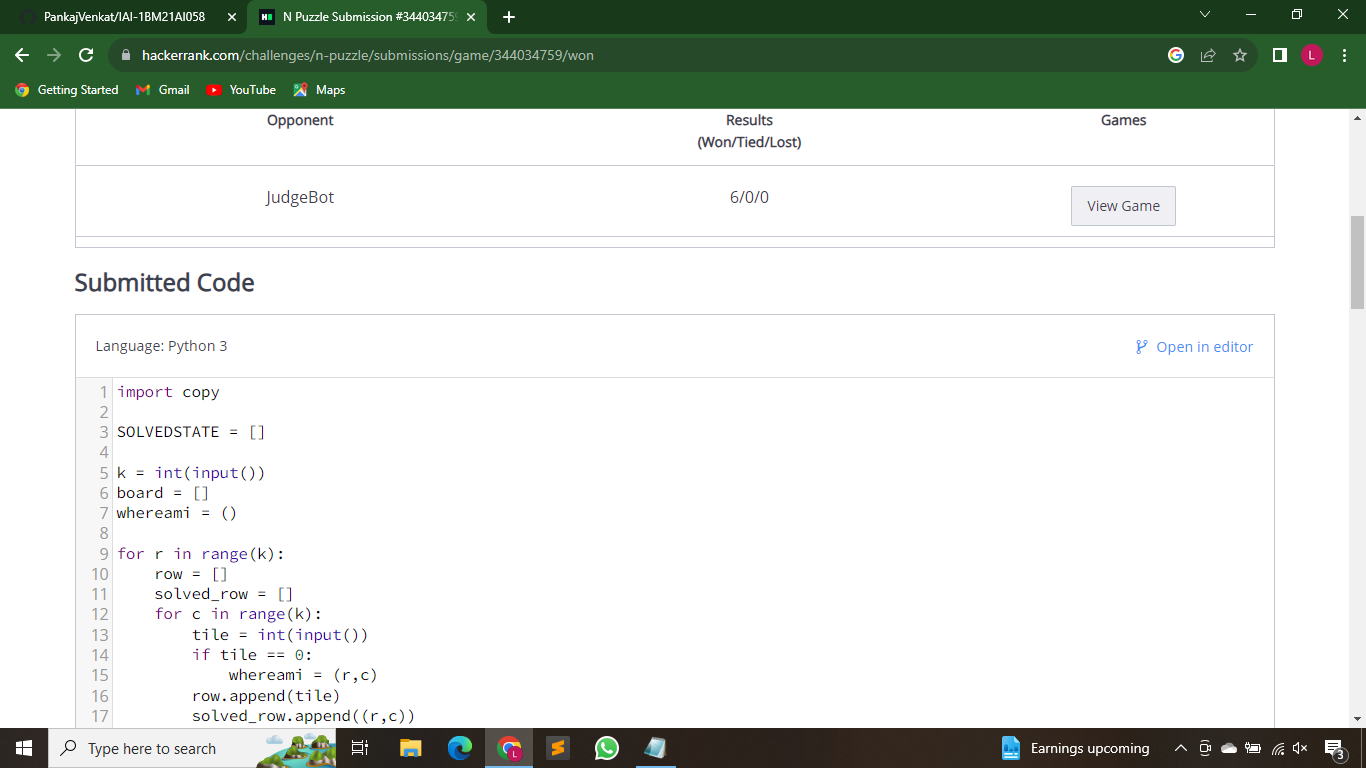 PankajVenkat/IAI-1BM21AI058
N Puzzle Submission #344034759
hackerrank.com/challenges/n-puzzle/submissions/game/344034759/won
L
Getting Started
Gmail
YouTube
Maps
Opponent
Results
(Won/Tied/Lost)
Games
JudgeBot
6/0/0
View Game
Submitted Code
Language: Python 3
Open in editor
1 import copy
2
3 SOLVEDSTATE = []
4
5 k = int(input())
6 board = []
7 whereami = ()
8
9 for r in range(k):
10     row = []
11     solved_row = []
12     for c in range(k):
13         tile = int(input())
14         if tile == 0:
15             whereami = (r,c)
16         row.append(tile)
17         solved_row.append((r,c))
Type here to search
L
Earnings upcoming
3